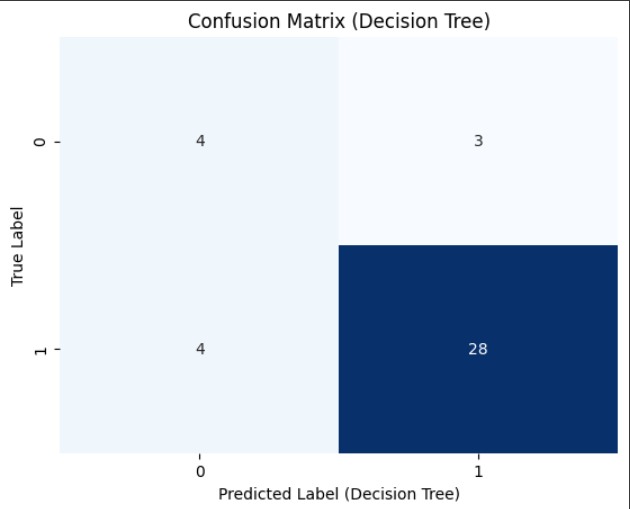 Confusion Matrix (Decision Tree)
True Label
0
4
3
1
4
28
0
1
Predicted Label (Decision Tree)